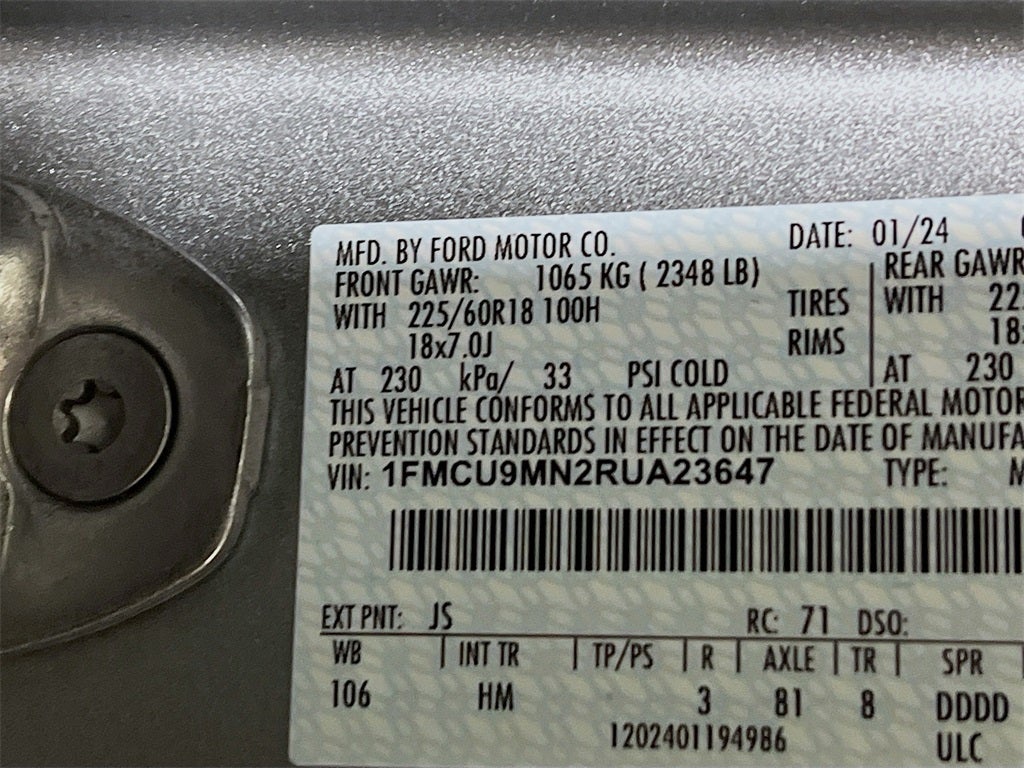 MFD. BY FORD MOTOR CO. DATE: 01/24
FRONT GAWR: 1065 KG ( 2348 LB) REAR GAWR
WITH 225/60R18 100H TIRES WITH 22
18x7.0J RIMS 18
AT 230 kPa/ 33 PSI COLD AT 230
THIS VEHICLE CONFORMS TO ALL APPLICABLE FEDERAL MOTOR
PREVENTION STANDARDS IN EFFECT ON THE DATE OF MANUFA
VIN: 1FMCU9MN2RUA23647 TYPE: M
EXT PNT: JS RC: 71 DSO:
WB | INT TR | TP/PS | R | AXLE | TR | SPR
106 HM 3 81 8 DDDD
1202401194986 ULC